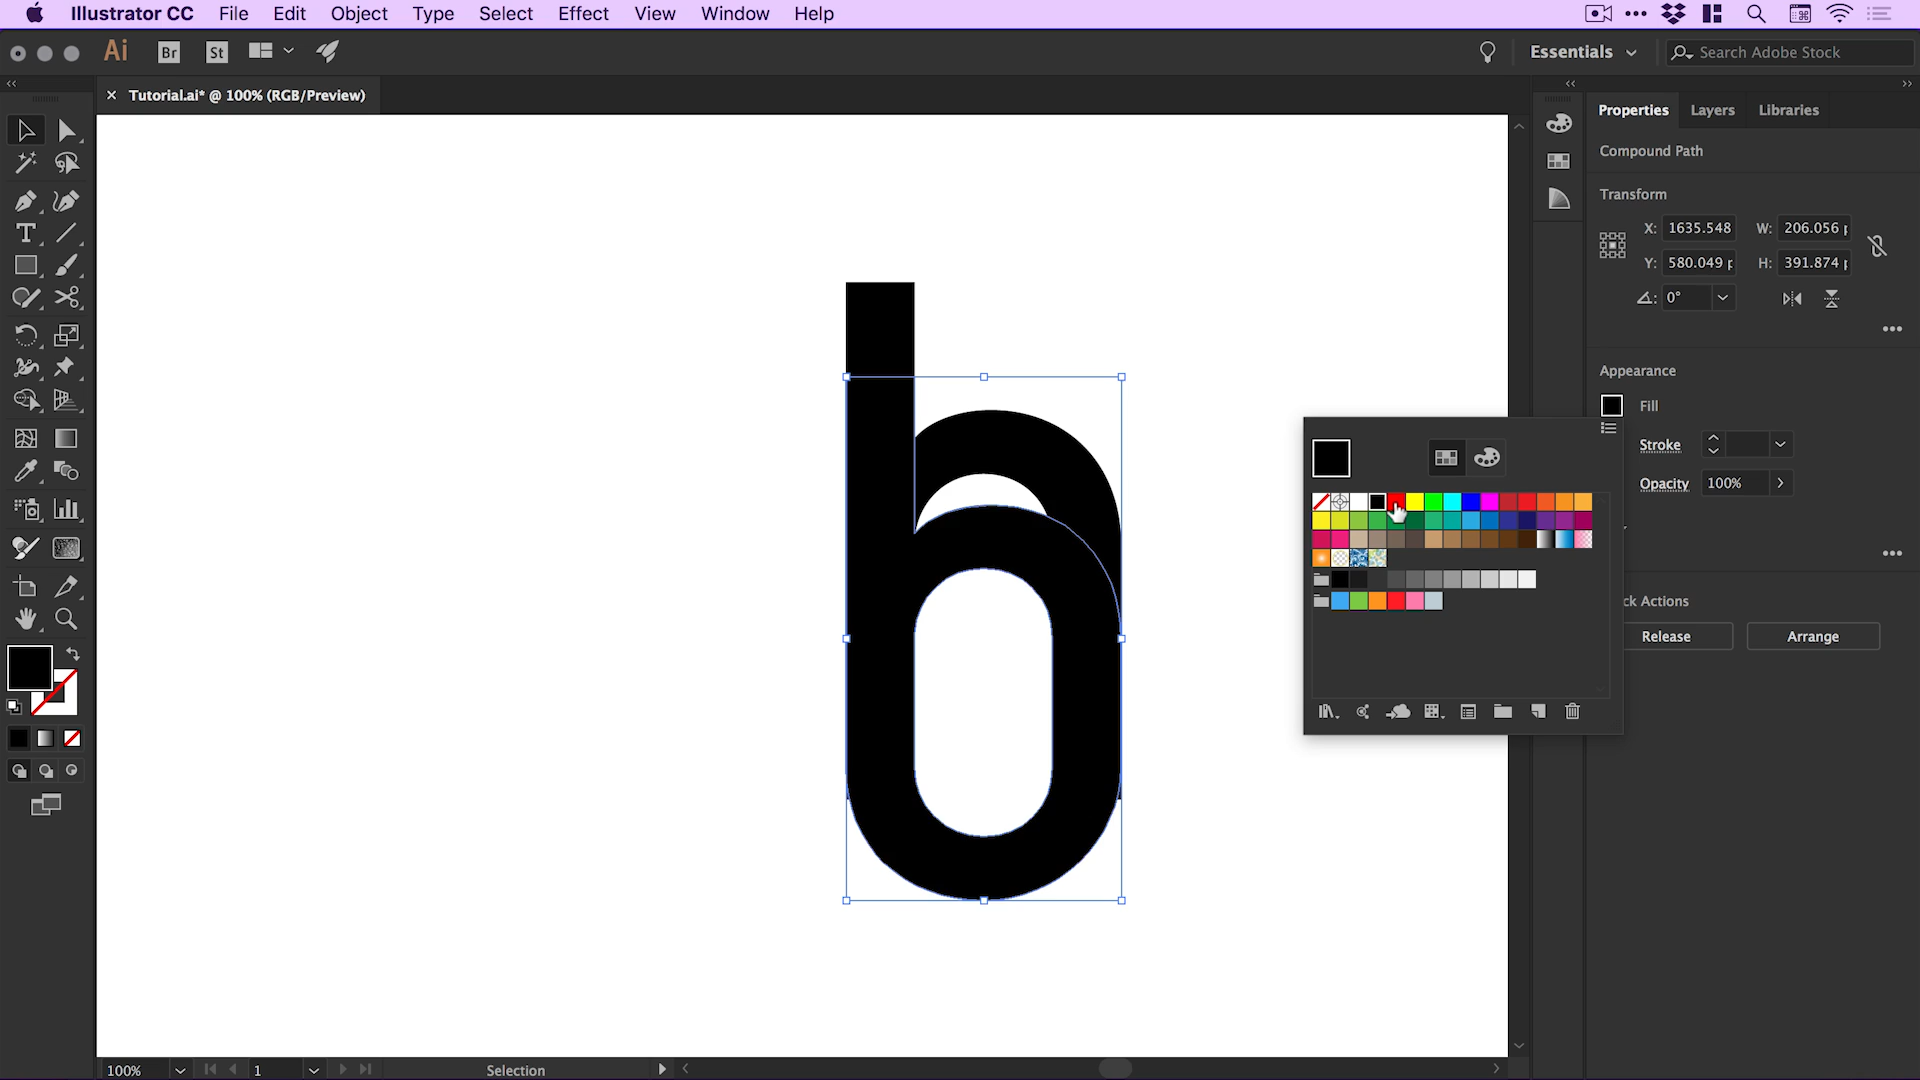 Illustrator CC File Edit Object Type Select Effect View Window Help
Ai Br St Essentials Search Adobe Stock
× Tutorial.ai* @ 100% (RGB/Preview)
Properties Layers Libraries
Compound Path
Transform
X: 1635.548 W: 206.056 p
Y: 580.049 p H: 391.874 p
0°
Appearance
Fill
Stroke
Opacity 100%
ck Actions
Release Arrange
b
100% 1 Selection